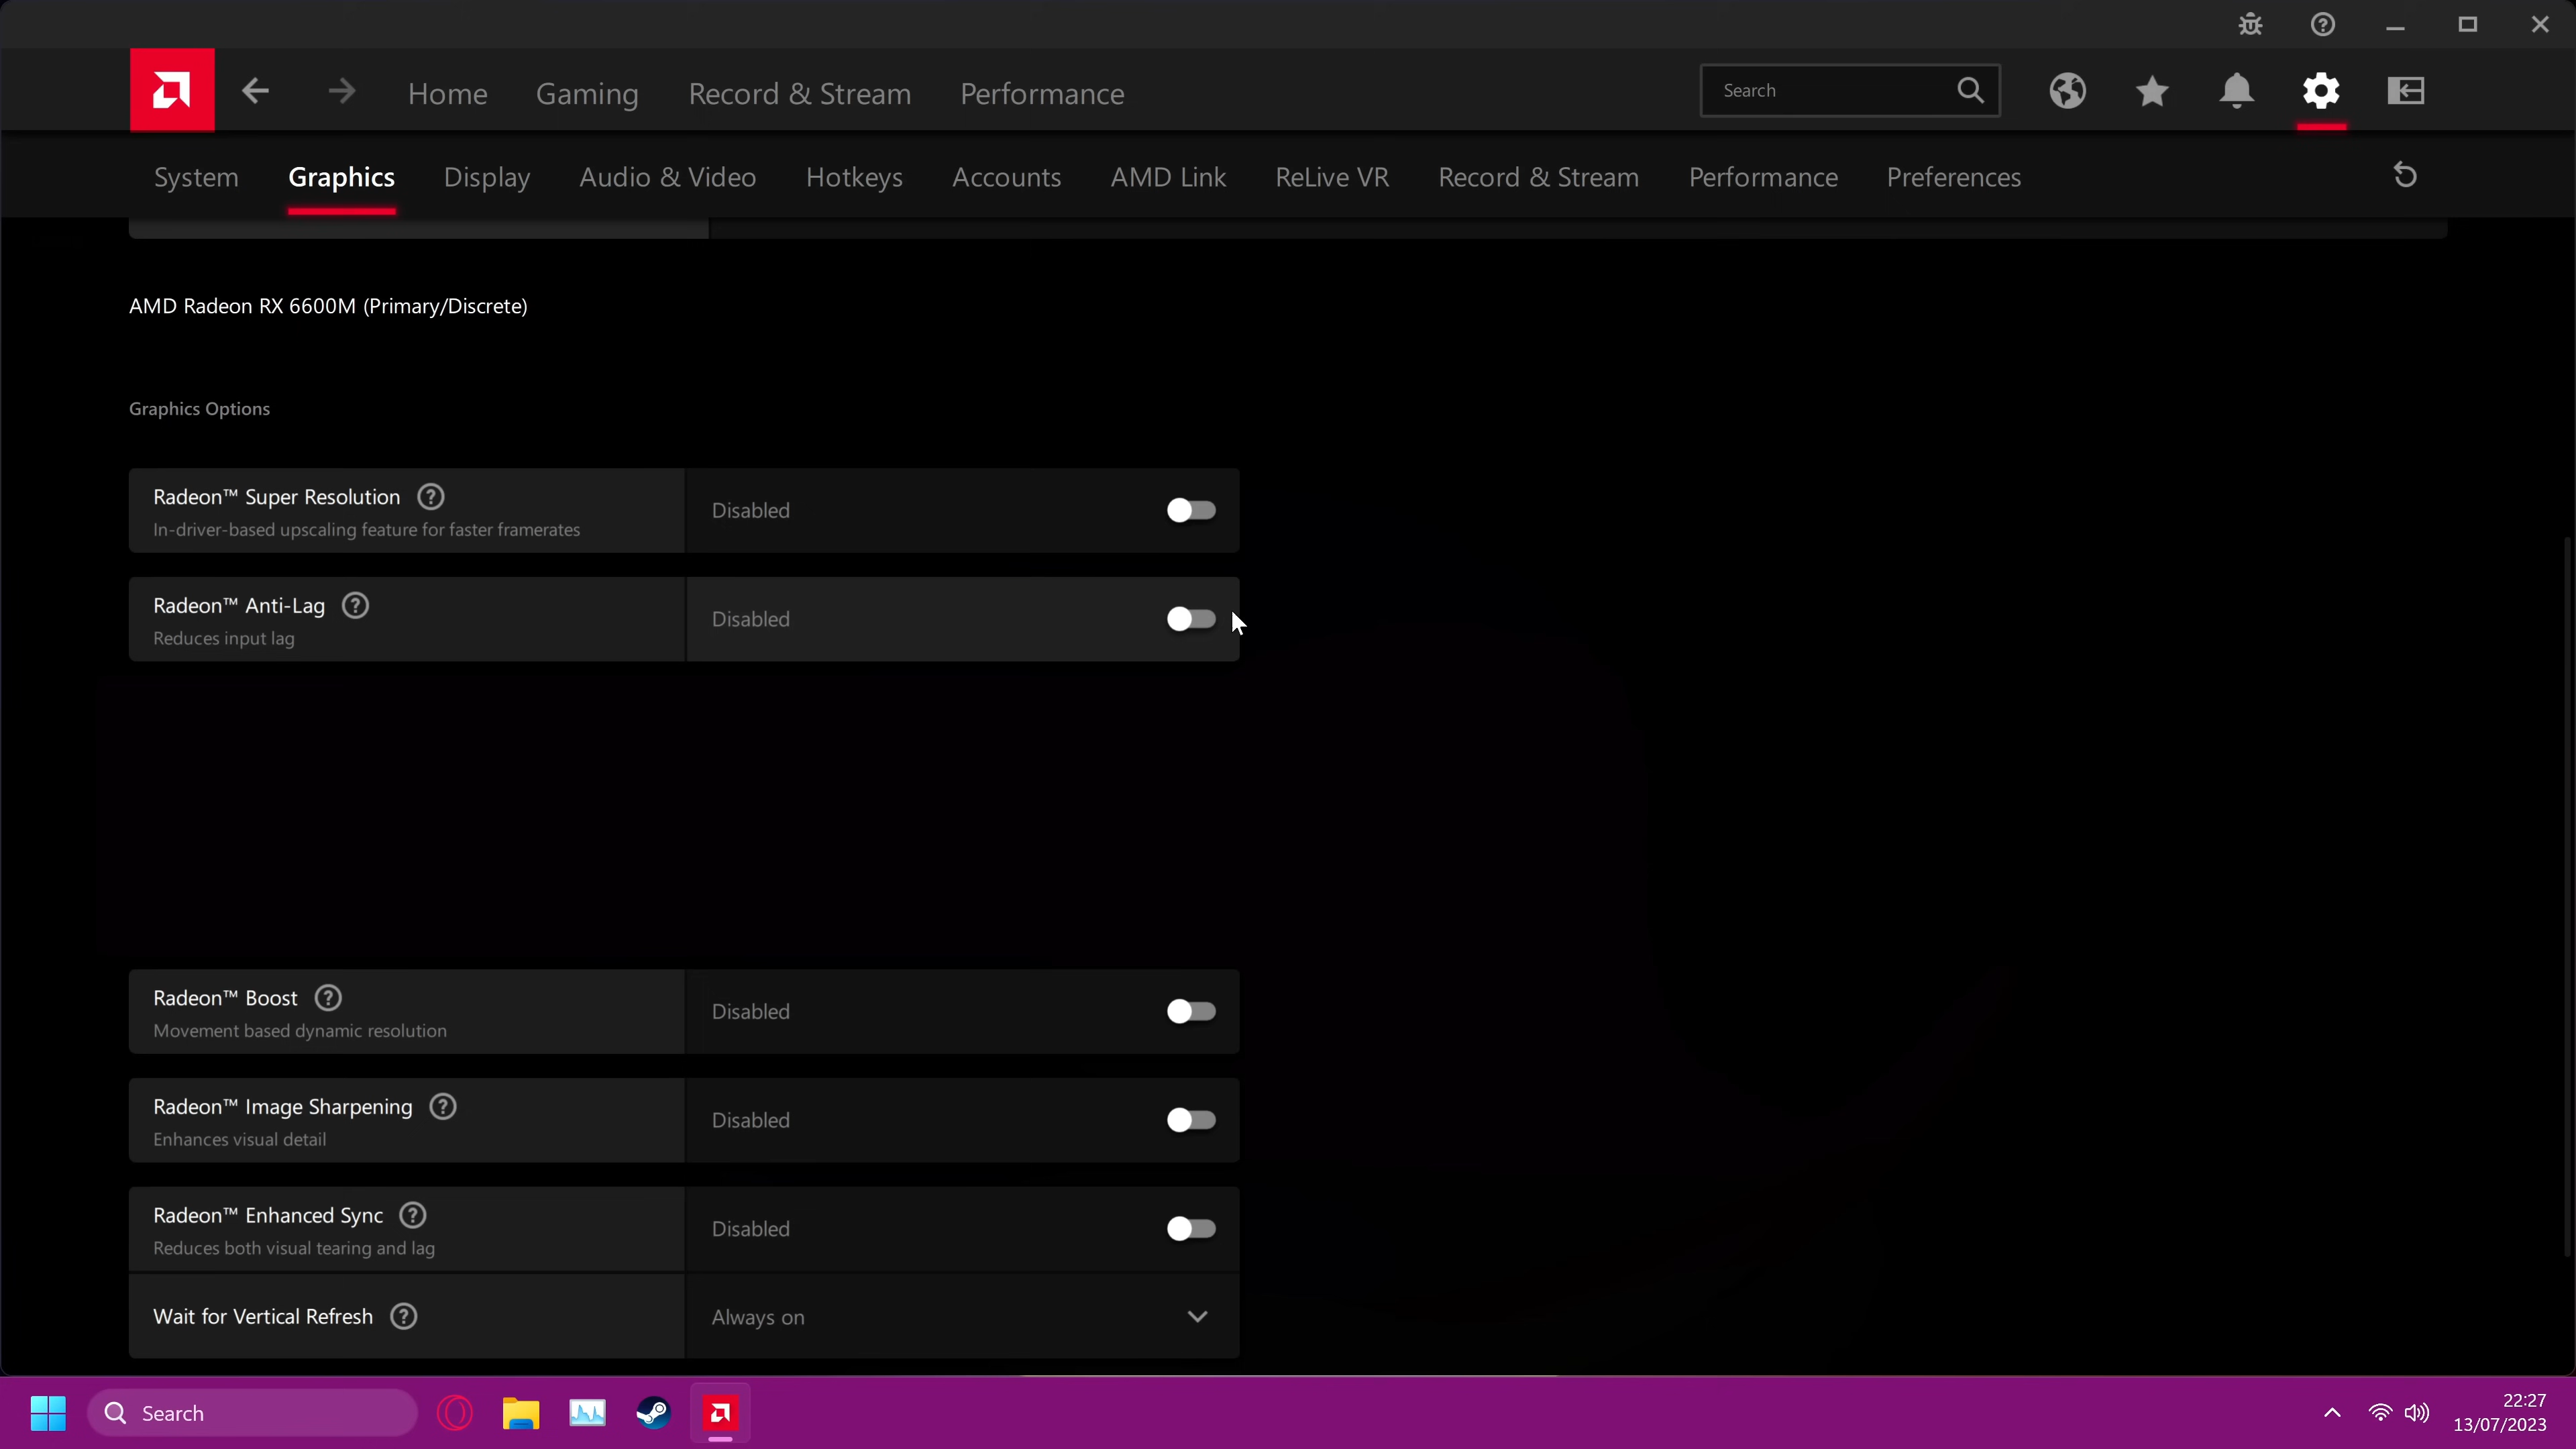 Home Gaming Record & Stream Performance Search
System Graphics Display Audio & Video Hotkeys Accounts AMD Link ReLive VR Record & Stream Performance Preferences
AMD Radeon RX 6600M (Primary/Discrete)
Graphics Options
Radeon™ Super Resolution ?
In-driver-based upscaling feature for faster framerates
Disabled
Radeon™ Anti-Lag ?
Reduces input lag
Disabled
Radeon™ Boost ?
Movement based dynamic resolution
Disabled
Radeon™ Image Sharpening ?
Enhances visual detail
Disabled
Radeon™ Enhanced Sync ?
Reduces both visual tearing and lag
Disabled
Wait for Vertical Refresh ?
Always on
Search
22:27
13/07/2023